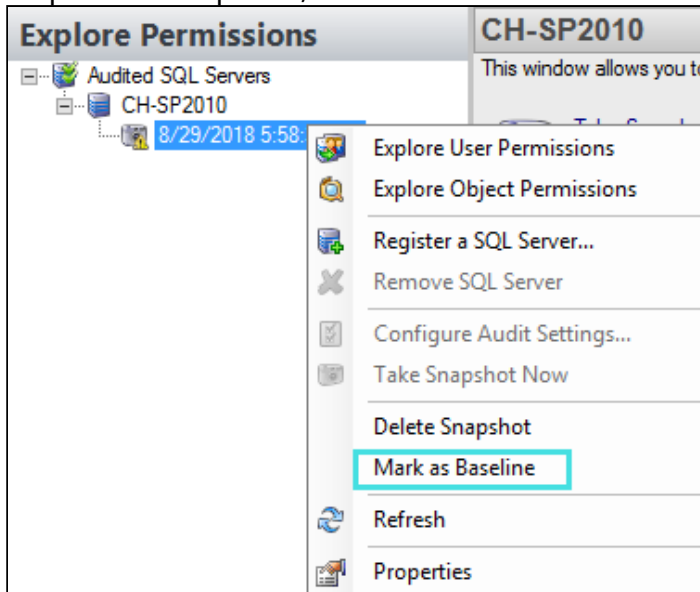 Explore Permissions
CH-SP2010
Audited SQL Servers
This window allows you t
CH-SP2010
8/29/2018 5:58:
Explore User Permissions
Explore Object Permissions
Register a SQL Server...
Remove SQL Server
Configure Audit Settings...
Take Snapshot Now
Delete Snapshot
Mark as Baseline
Refresh
Properties